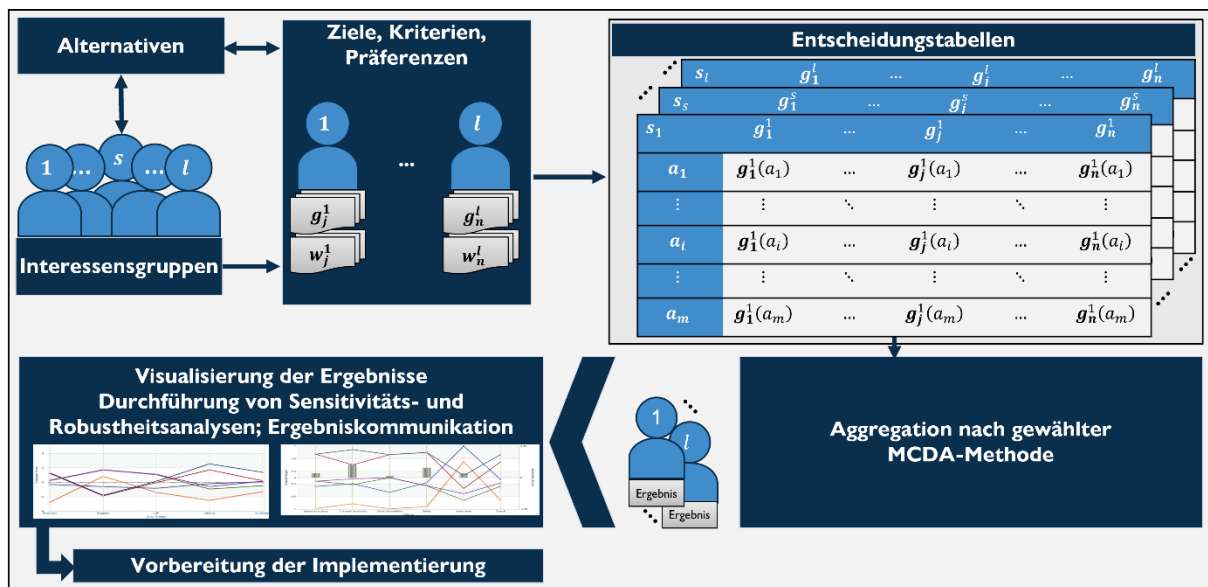 Alternativen
Ziele, Kriterien,
Präferenzen
1 ... s ... l
Interessensgruppen
1 ... l
g_j^1 g_n^l
w_j^1 w_n^l
Entscheidungstabellen
s_l g_1^l ... g_j^l ... g_n^l
s_s g_1^s ... g_j^s ... g_n^s
s_1 g_1^1 ... g_j^1 ... g_n^1
a_1 g_1^1(a_1) ... g_j^1(a_1) ... g_n^1(a_1)
⋮ ⋮ ⋱ ⋮ ⋱ ⋮
a_i g_1^1(a_i) ... g_j^1(a_i) ... g_n^1(a_i)
⋮ ⋮ ⋱ ⋮ ⋱ ⋮
a_m g_1^1(a_m) ... g_j^1(a_m) ... g_n^1(a_m)
Aggregation nach gewählter
MCDA-Methode
1
l
Ergebnis
Ergebnis
Visualisierung der Ergebnisse
Durchführung von Sensitivitäts- und
Robustheitsanalysen; Ergebniskommunikation
Vorbereitung der Implementierung